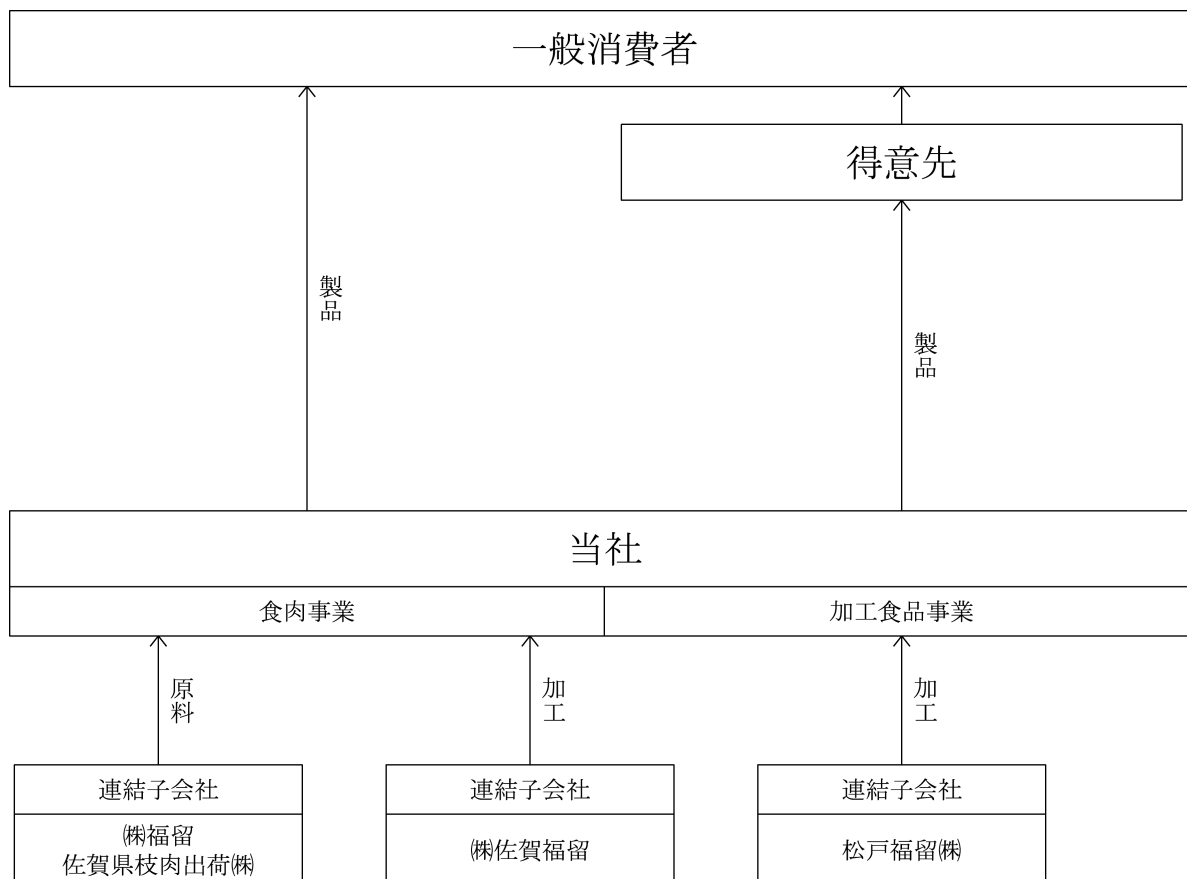 一般消費者
得意先
製品
製品
当社
食肉事業
加工食品事業
原料
加工
加工
連結子会社
㈱福留
佐賀県枝肉出荷㈱
連結子会社
㈱佐賀福留
連結子会社
松戸福留㈱